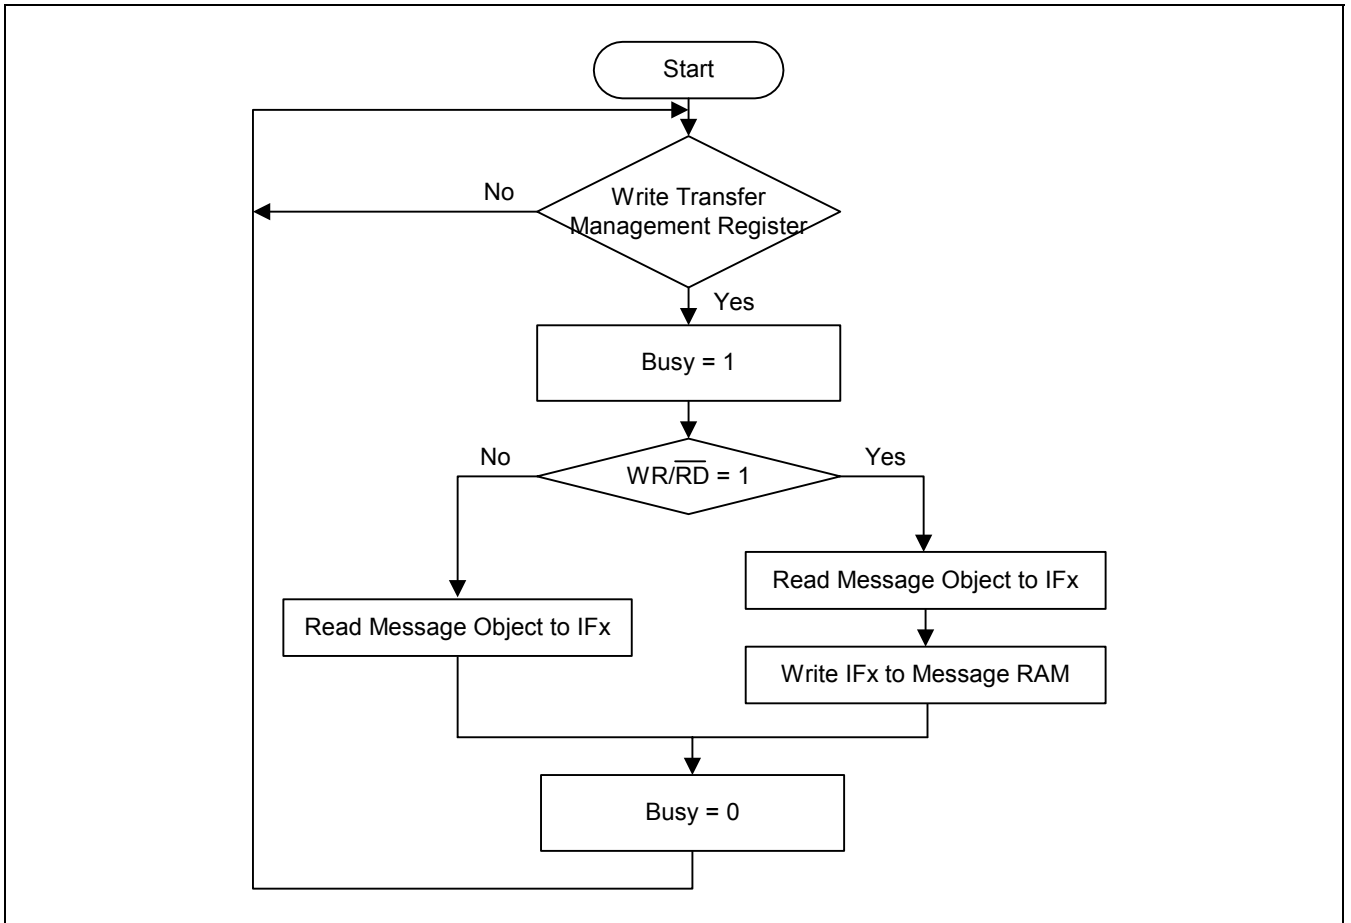 Start
No
Write Transfer
Management Register
Yes
Busy = 1
No
WR/R̅D̅ = 1
Yes
Read Message Object to IFx
Read Message Object to IFx
Write IFx to Message RAM
Busy = 0